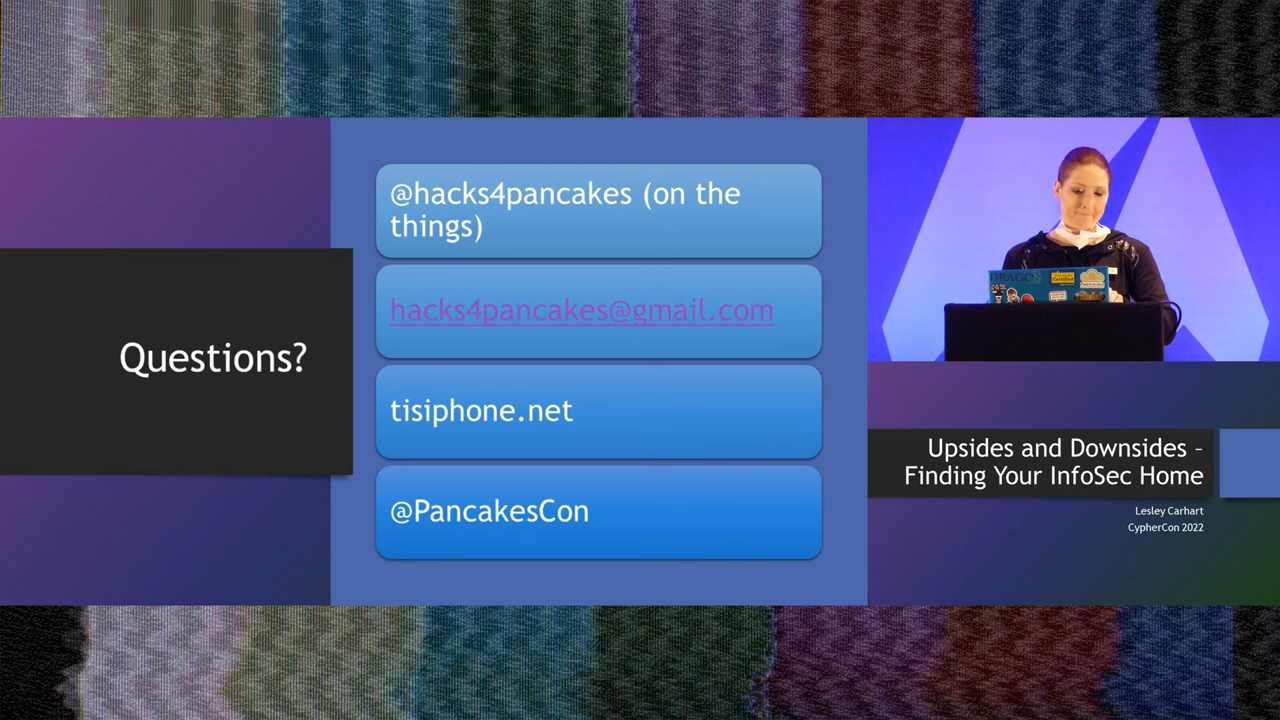 @hacks4pancakes (on the
things)
hacks4pancakes@gmail.com
Questions?
tisiphone.net
@PancakesCon
DRAGOS
Upsides and Downsides –
Finding Your InfoSec Home
Lesley Carhart
CypherCon 2022